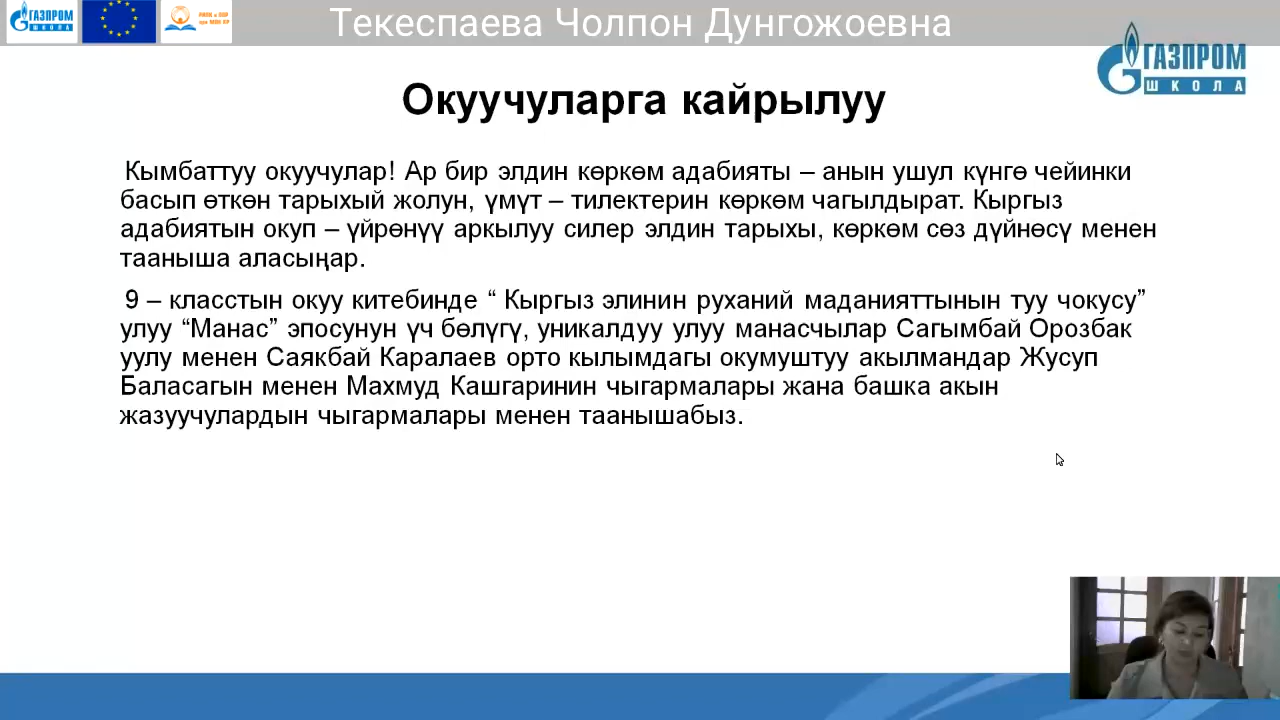 ГАЗПРОМ
ШКОЛА
Текеспаева Чолпон Дунгожоевна
ГАЗПРОМ
ШКОЛА
Окуучуларга кайрылуу
Кымбаттуу окуучулар! Ар бир элдин көркөм адабияты – анын ушул күнгө чейинки
басып өткөн тарыхый жолун, үмүт – тилектерин көркөм чагылдырат. Кыргыз
адабиятын окуп – үйрөнүү аркылуу силер элдин тарыхы, көркөм сөз дүйнөсү менен
тааныша аласыңар.
9 – класстын окуу китебинде “ Кыргыз элинин руханий маданияттынын туу чокусу”
улуу “Манас” эпосунун үч бөлүгү, уникалдуу улуу манасчылар Сагымбай Орозбак
уулу менен Саякбай Каралаев орто кылымдагы окумуштуу акылмандар Жусуп
Баласагын менен Махмуд Кашгаринин чыгармалары жана башка акын
жазуучулардын чыгармалары менен таанышабыз.